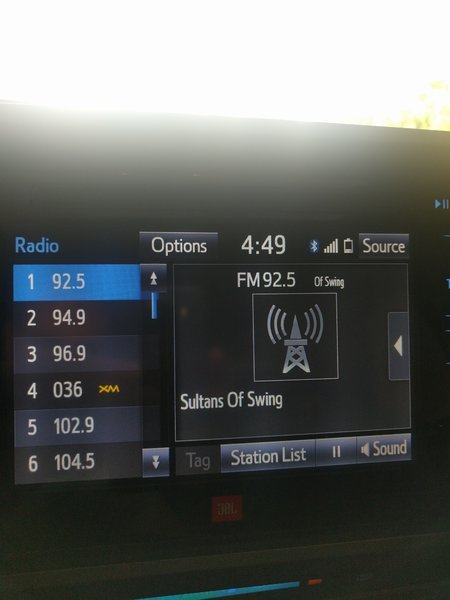 Radio Options 4:49 Source
1 92.5
2 94.9
3 96.9
4 036 XM
5 102.9
6 104.5
FM 92.5 Of Swing
Sultans Of Swing
Tag Station List Sound
JBL